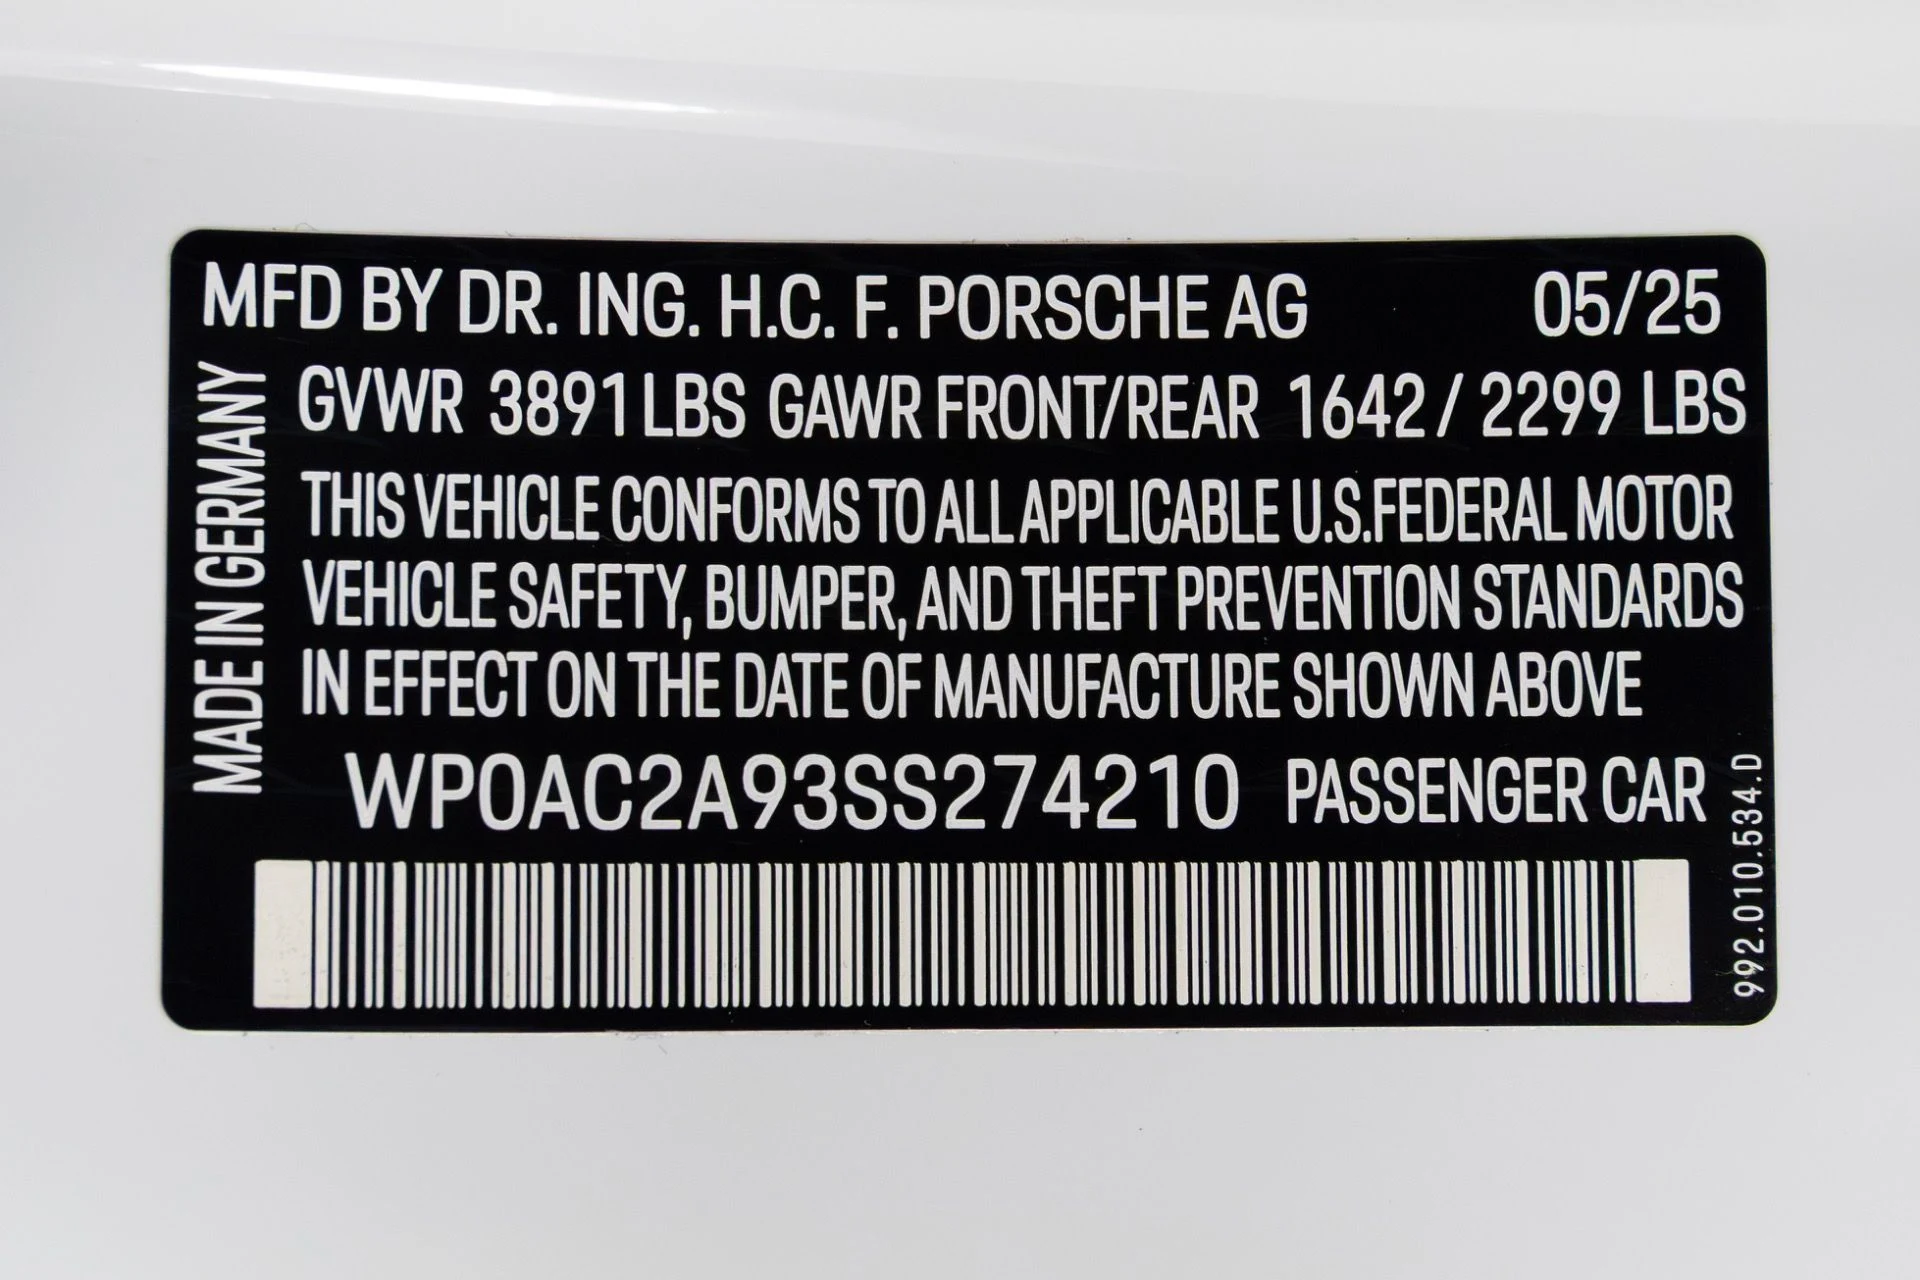 MFD BY DR. ING. H.C. F. PORSCHE AG 05/25
GVWR 3891 LBS GAWR FRONT/REAR 1642 / 2299 LBS
THIS VEHICLE CONFORMS TO ALL APPLICABLE U.S.FEDERAL MOTOR
VEHICLE SAFETY, BUMPER, AND THEFT PREVENTION STANDARDS
IN EFFECT ON THE DATE OF MANUFACTURE SHOWN ABOVE
WP0AC2A93SS274210 PASSENGER CAR
MADE IN GERMANY
992.010.534.D